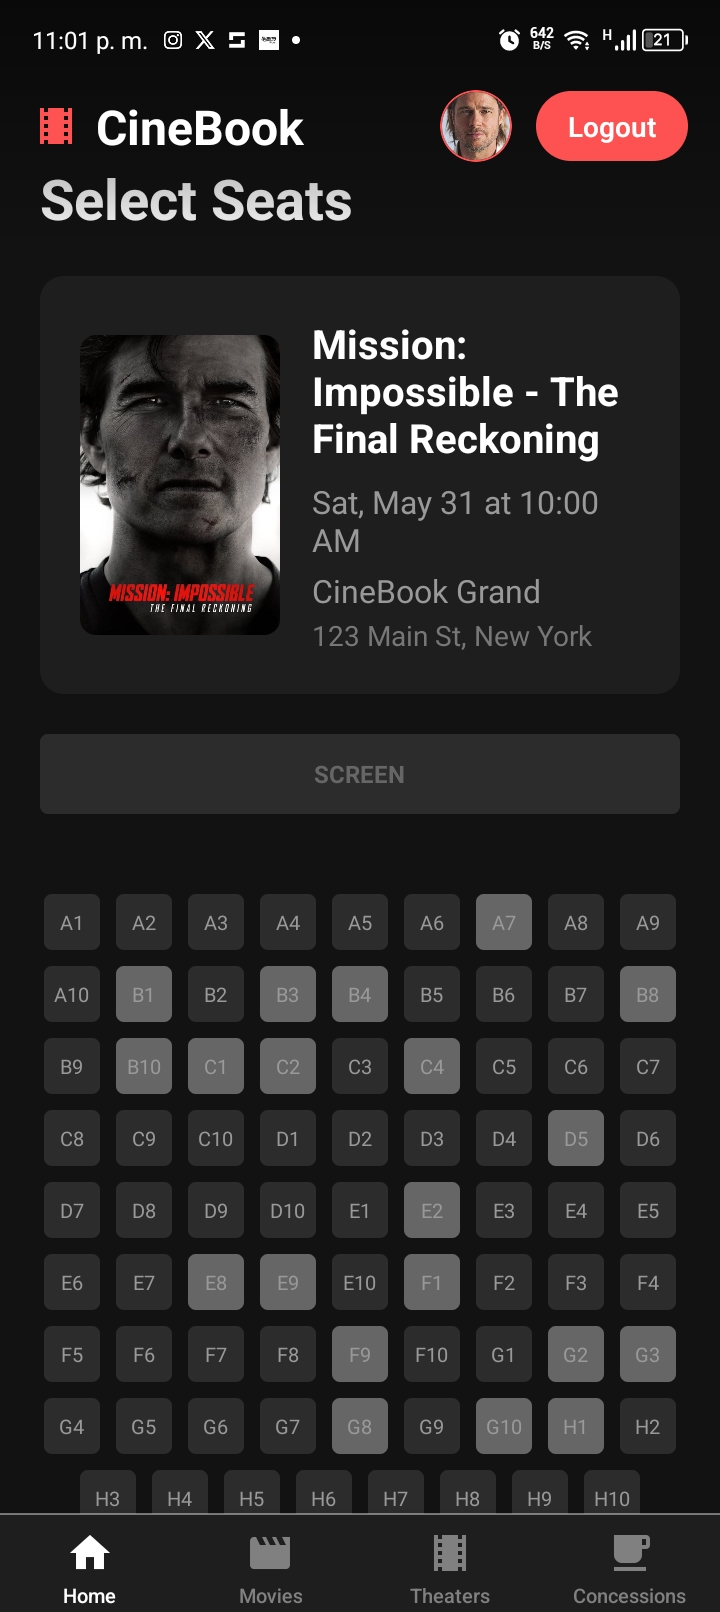 11:01 p. m.
642
B/S
H
21
CineBook
Logout
Select Seats
Mission:
Impossible - The
Final Reckoning
Sat, May 31 at 10:00
AM
CineBook Grand
123 Main St, New York
MISSION: IMPOSSIBLE
THE FINAL RECKONING
SCREEN
A1 A2 A3 A4 A5 A6 A7 A8 A9
A10 B1 B2 B3 B4 B5 B6 B7 B8
B9 B10 C1 C2 C3 C4 C5 C6 C7
C8 C9 C10 D1 D2 D3 D4 D5 D6
D7 D8 D9 D10 E1 E2 E3 E4 E5
E6 E7 E8 E9 E10 F1 F2 F3 F4
F5 F6 F7 F8 F9 F10 G1 G2 G3
G4 G5 G6 G7 G8 G9 G10 H1 H2
H3 H4 H5 H6 H7 H8 H9 H10
Home Movies Theaters Concessions